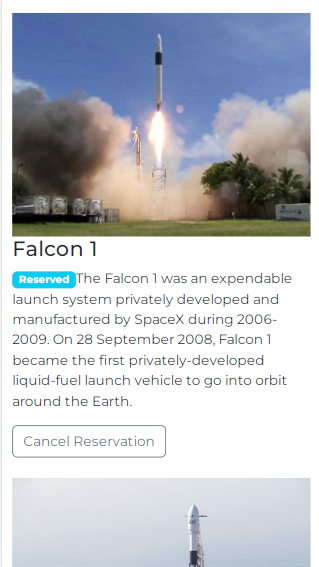 Falcon 1
Reserved The Falcon 1 was an expendable
launch system privately developed and
manufactured by SpaceX during 2006-
2009. On 28 September 2008, Falcon 1
became the first privately-developed
liquid-fuel launch vehicle to go into orbit
around the Earth.
Cancel Reservation